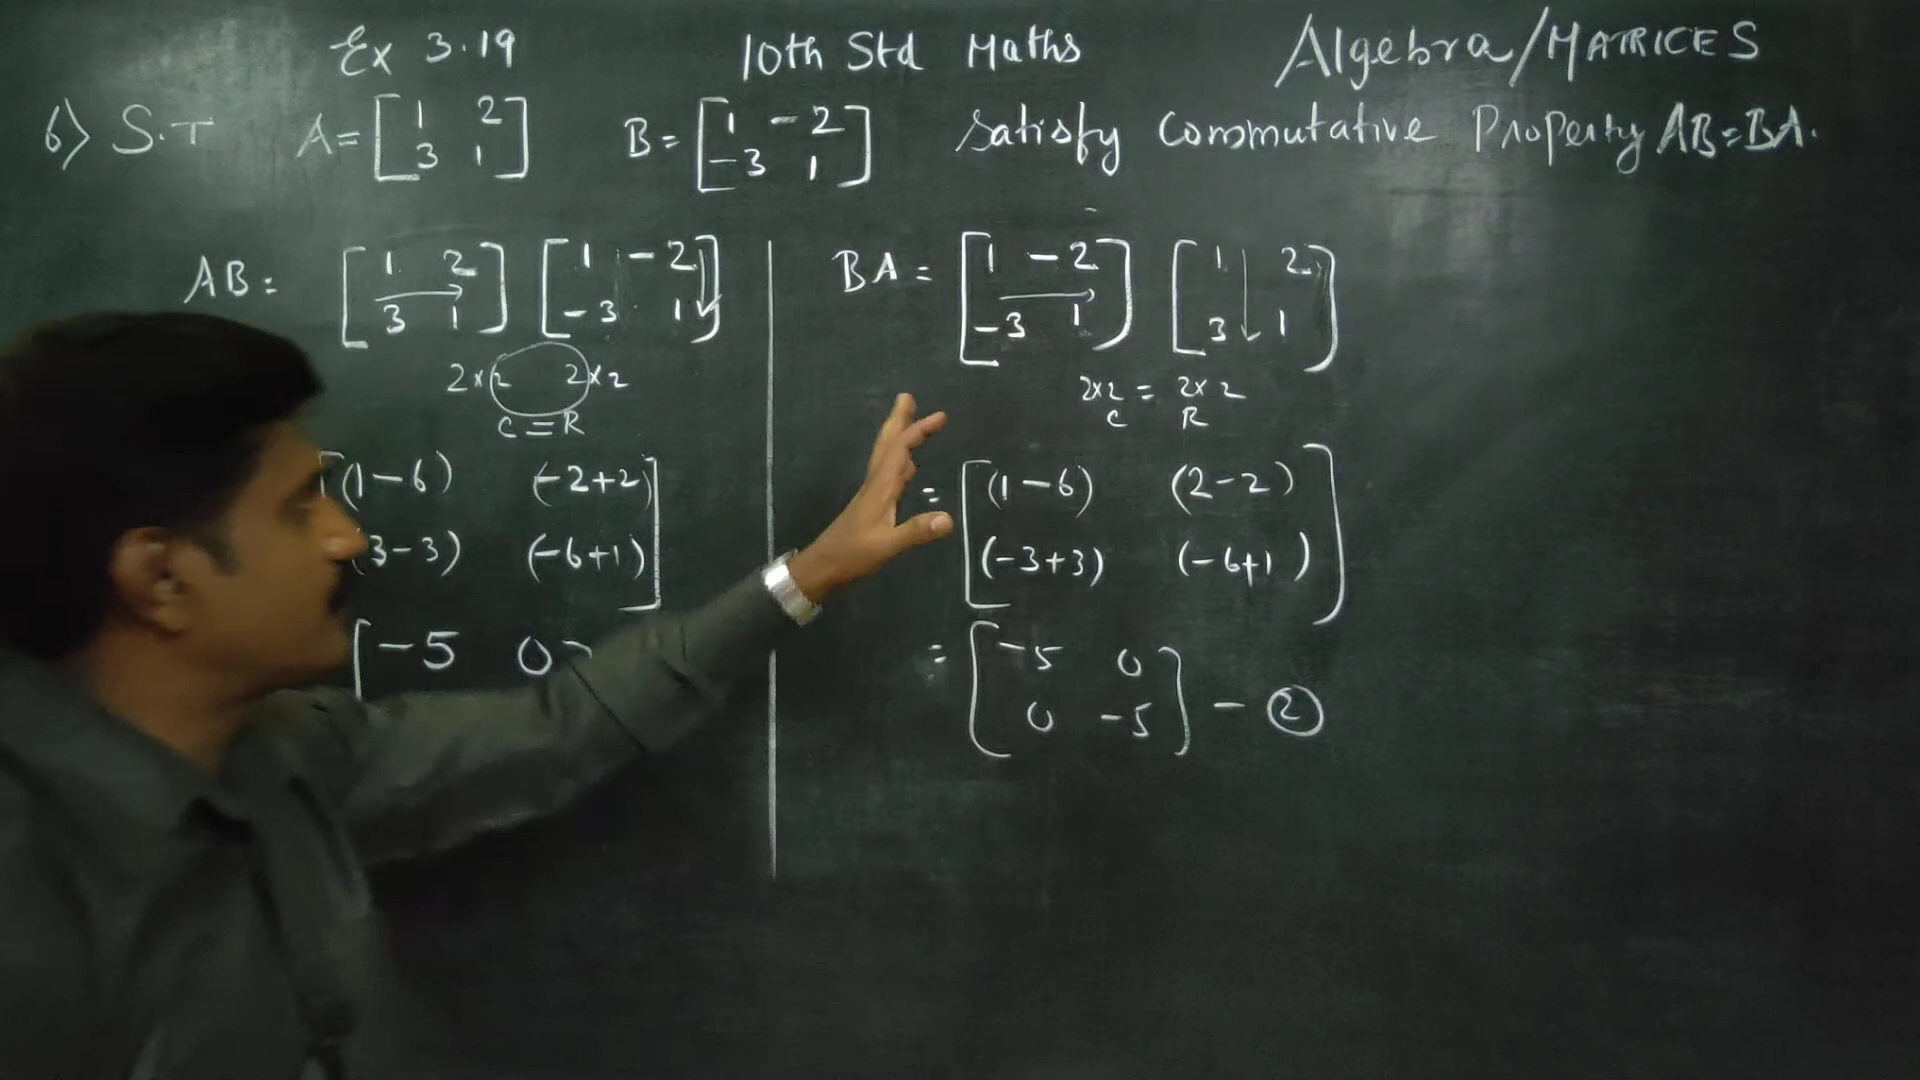 Ex 3.19 10th Std Maths Algebra/MATRICES
6) S.T A = [ 1 2 B = [ 1 -2 satisfy Commutative Property AB=BA.
3 1 ] -3 1 ]
AB = [ 1 2 [ 1 -2
3 1 ] -3 1 ]
2×2 2×2
C = R
[ (1-6) (-2+2)
(3-3) (-6+1) ]
[ -5 0
BA = [ 1 -2 [ 1 2
-3 1 ] 3 1 ]
2×2 = 2×2
C R
= [ (1-6) (2-2)
(-3+3) (-6+1) ]
= [ -5 0
0 -5 ] - ②